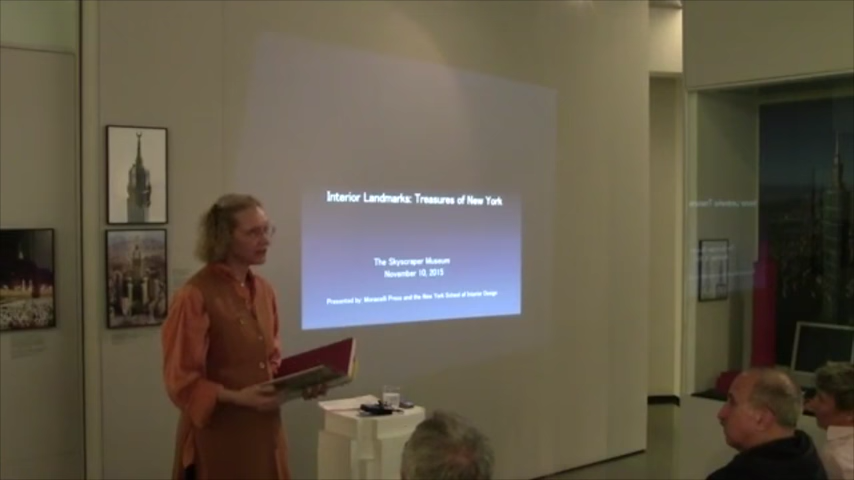 Interior Landmarks: Treasures of New York
The Skyscraper Museum
November 10, 2015
Presented by: Monacelli Press and the New York School of Interior Design